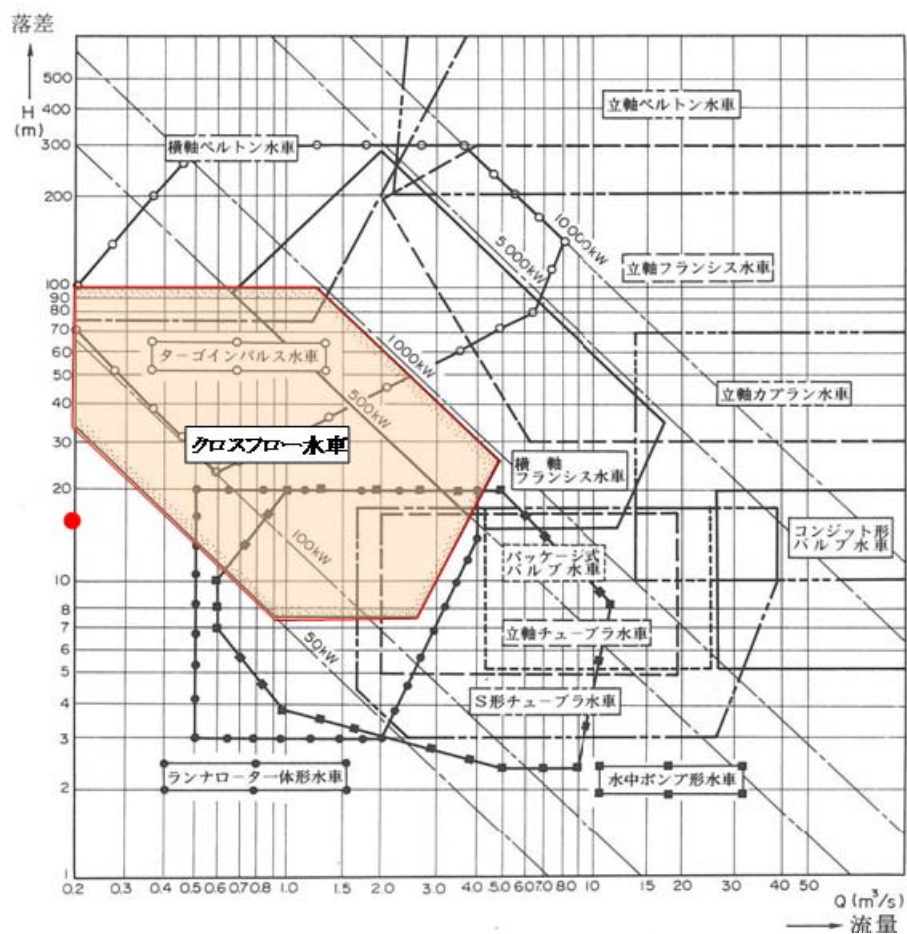 落差
H
(m)
500
400
300
200
100
90
80
70
60
50
40
30
20
10
8
7
6
5
4
3
2
1
立軸ペルトン水車
横軸ペルトン水車
10000kW
5000kW
立軸フランシス水車
ターゴインパルス水車
1000kW
500kW
立軸カプラン水車
クロスフロー水車
横軸
フランシス水車
100kW
コンジット形
バルブ水車
パッケージ式
バルブ水車
50kW
立軸チューブラ水車
S形チューブラ水車
ランナロータ一体形水車
水中ポンプ形水車
0.2 0.3 0.4 0.5 0.6 0.7 0.8 1.0 1.5 2.0 3.0 4.0 5.0 6.0 7.0 8.0 10 15 20 30 40 50
Q(m³/s)
流量